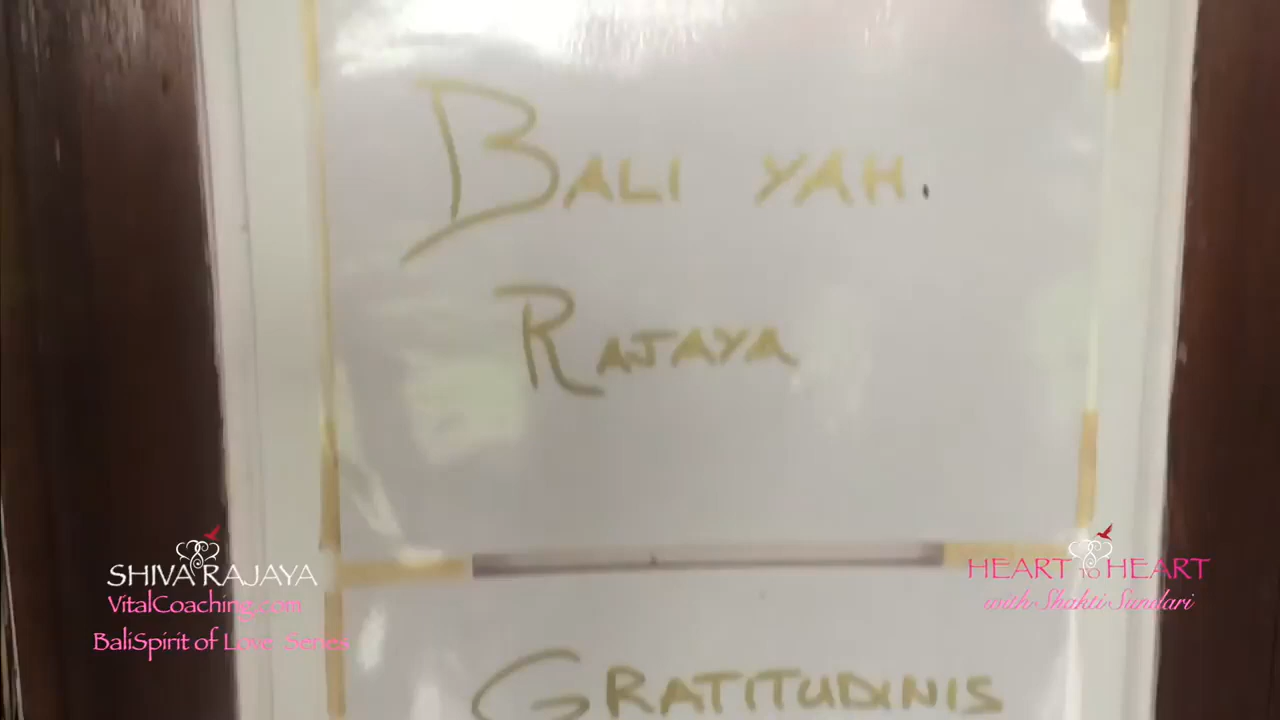 BALI YAH.
RAJAYA
GRATITUDINIS
SHIVA RAJAYA
VitalCoaching.com
BaliSpirit of Love Series
HEART TO HEART
with Shakti Sundari